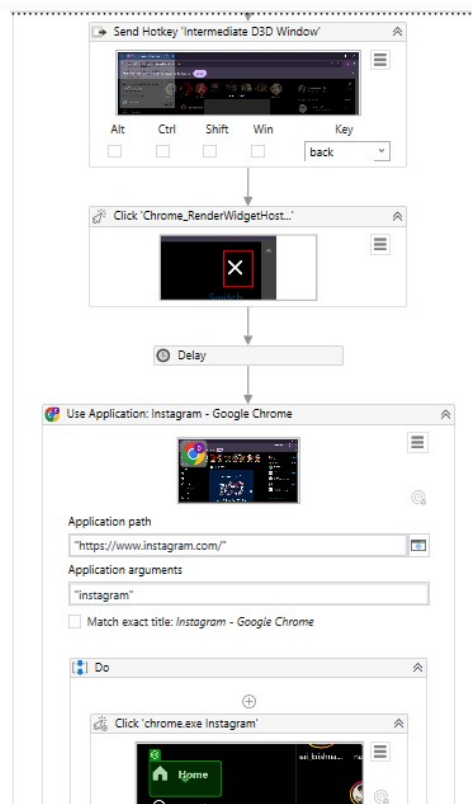 Send Hotkey 'Intermediate D3D Window'
Alt Ctrl Shift Win Key
back
Click 'Chrome_RenderWidgetHost...'
Switch
Delay
Use Application: Instagram - Google Chrome
Application path
"https://www.instagram.com/"
Application arguments
"instagram"
Match exact title: Instagram - Google Chrome
Do
Click 'chrome.exe Instagram'
Home